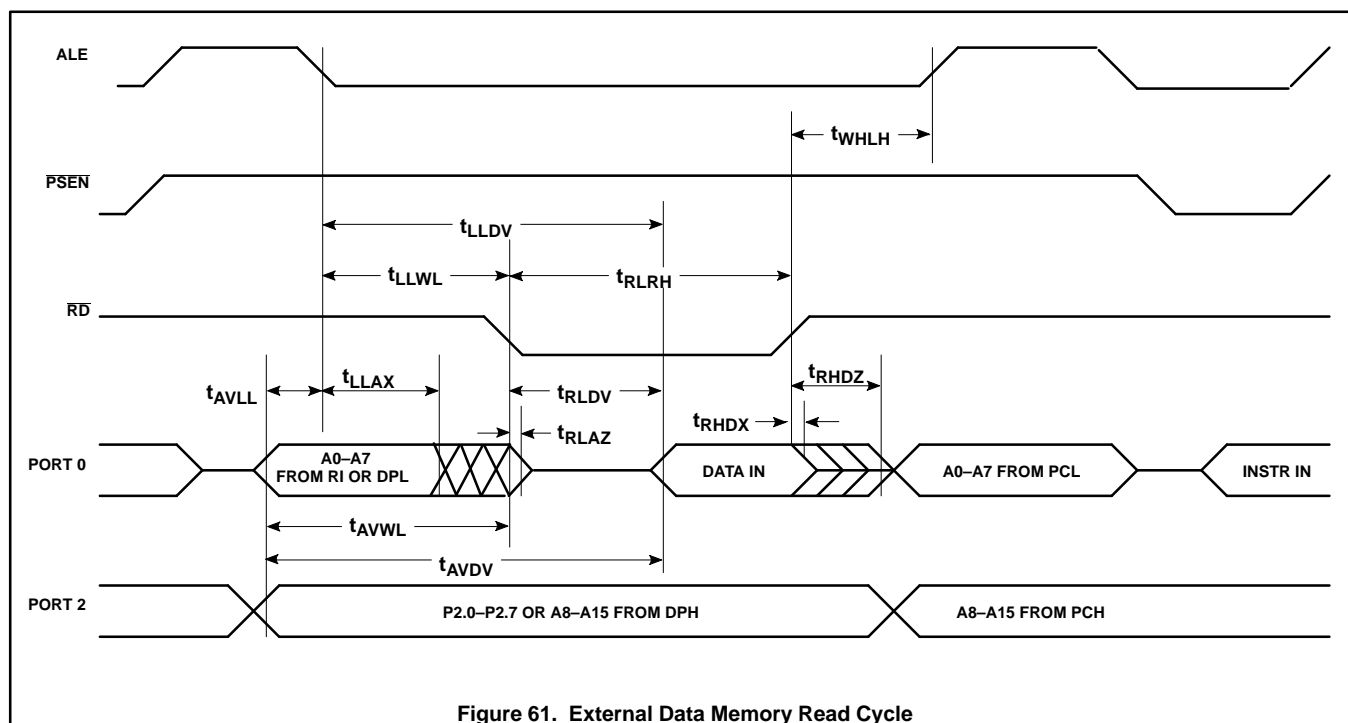 ALE
tWHLH
PSEN
tLLDV
tLLWL
tRLRH
RD
tAVLL
tLLAX
tRLDV
tRHDZ
tRLAZ
tRHDX
PORT 0
A0–A7
FROM RI OR DPL
DATA IN
A0–A7 FROM PCL
INSTR IN
tAVWL
tAVDV
PORT 2
P2.0–P2.7 OR A8–A15 FROM DPH
A8–A15 FROM PCH
Figure 61. External Data Memory Read Cycle